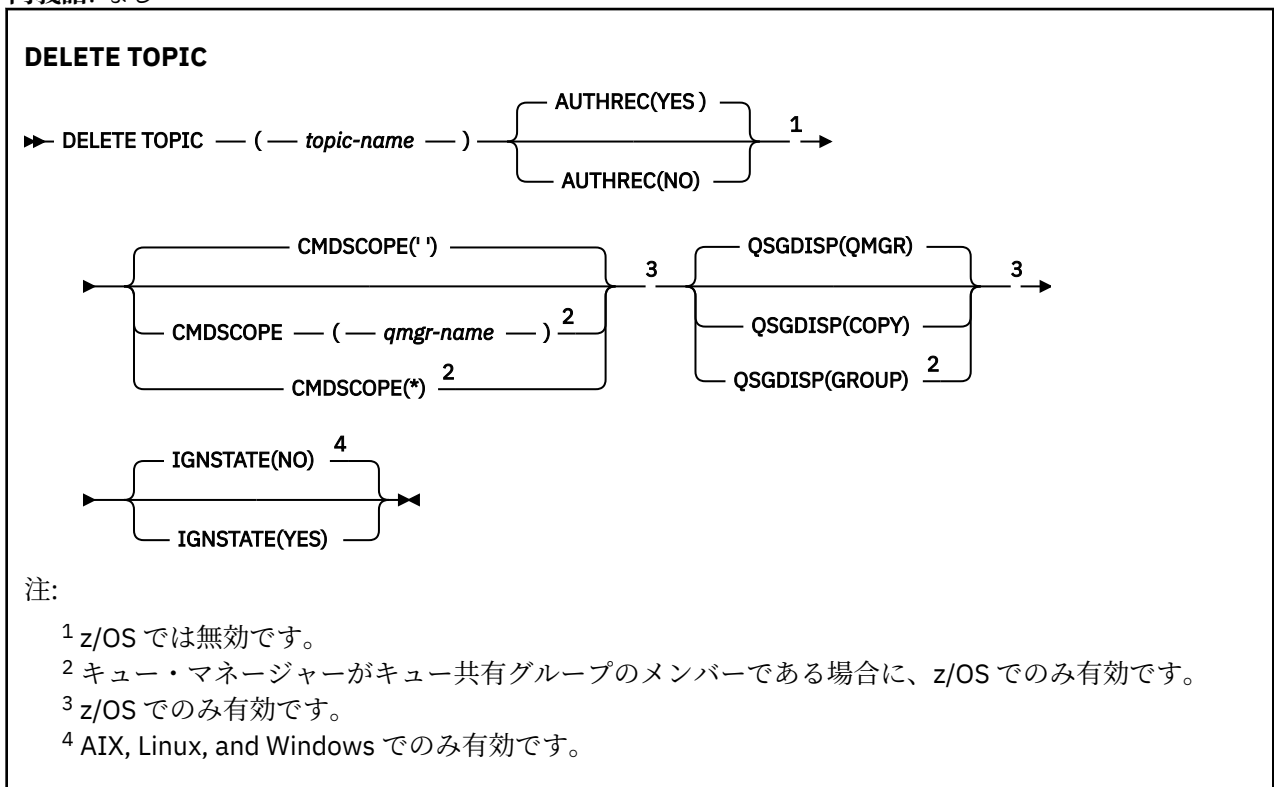 DELETE TOPIC
AUTHREC(YES )
DELETE TOPIC ( topic-name ) 1
AUTHREC(NO)
CMDSCOPE(' ') QSGDISP(QMGR)
3 3
CMDSCOPE ( qmgr-name ) 2 QSGDISP(COPY)
CMDSCOPE(*) 2 QSGDISP(GROUP) 2
IGNSTATE(NO) 4
IGNSTATE(YES)
注:
1 z/OS では無効です。
2 キュー・マネージャーがキュー共有グループのメンバーである場合に、z/OS でのみ有効です。
3 z/OS でのみ有効です。
4 AIX, Linux, and Windows でのみ有効です。